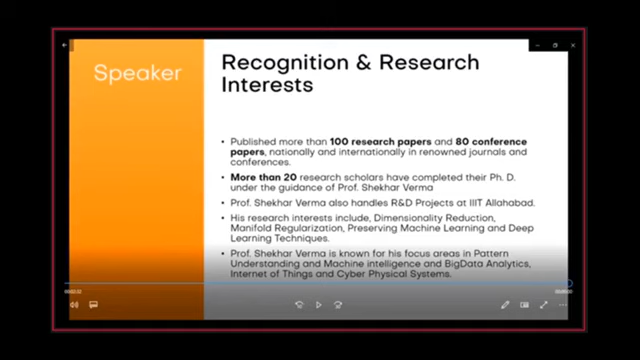 Speaker
Recognition & Research
Interests
• Published more than 100 research papers and 80 conference
papers, nationally and internationally in renowned journals and
conferences.
• More than 20 research scholars have completed their Ph. D.
under the guidance of Prof. Shekhar Verma
• Prof. Shekhar Verma also handles R&D Projects at IIIT Allahabad.
• His research interests include, Dimensionality Reduction,
Manifold Regularization, Preserving Machine Learning and Deep
Learning Techniques.
• Prof. Shekhar Verma is known for his focus areas in Pattern
Understanding and Machine intelligence and BigData Analytics,
Internet of Things and Cyber Physical Systems.